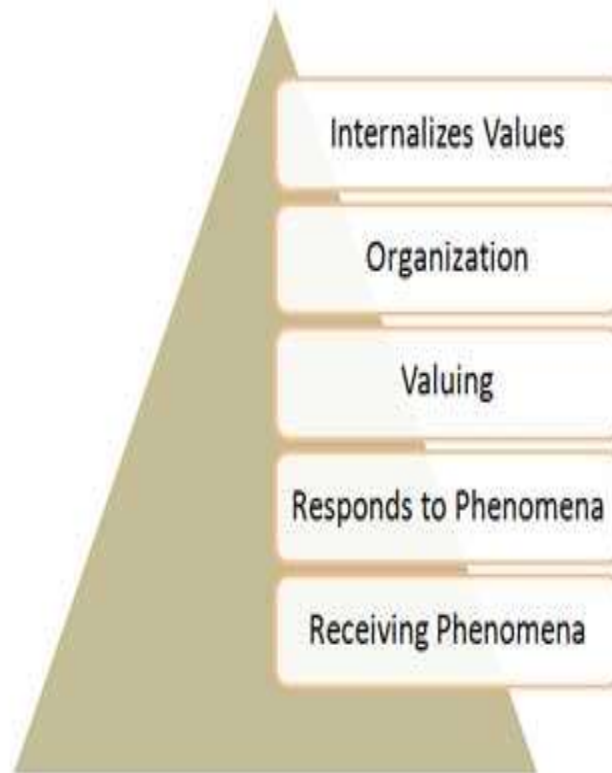 Internalizes Values
Organization
Valuing
Responds to Phenomena
Receiving Phenomena